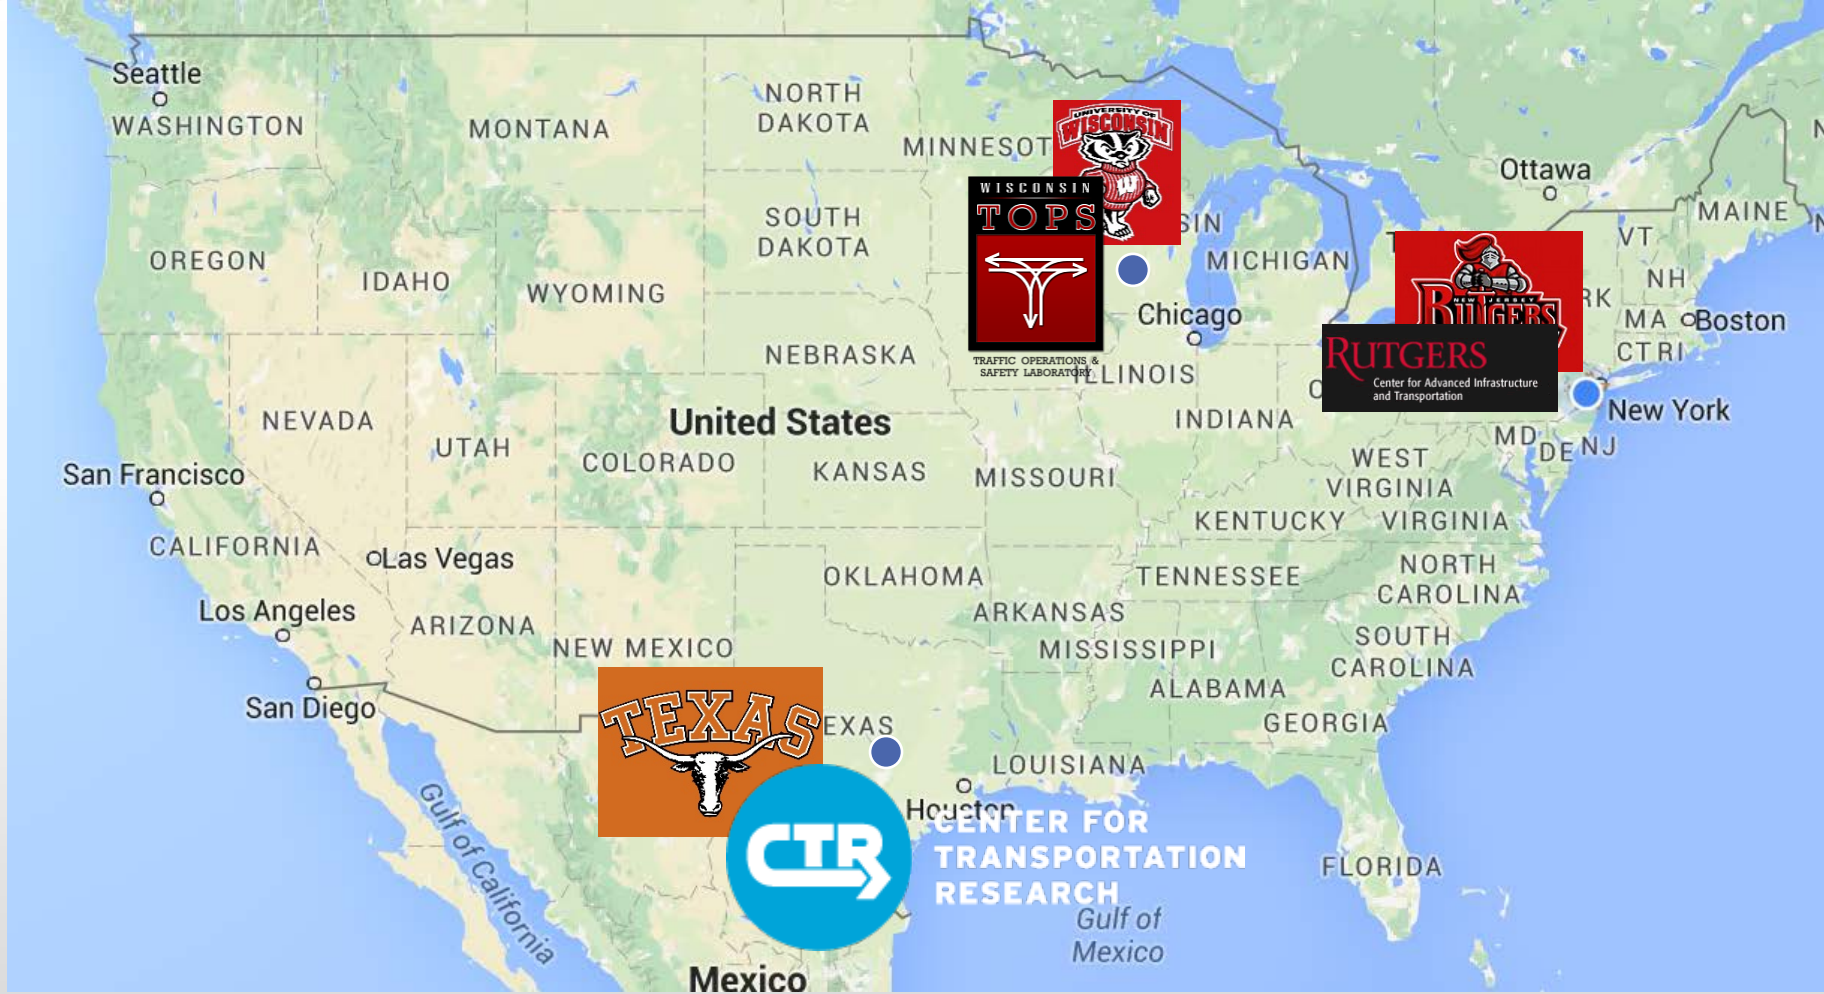 Seattle
WASHINGTON
MONTANA
NORTH
DAKOTA
MINNESOT
UNIVERSITY OF
WISCONSIN
W
SIN
WISCONSIN
TOPS
TRAFFIC OPERATIONS &
SAFETY LABORATORY
Ottawa
MAINE
VT
NH
MA
Boston
CT RI
RK
OREGON
IDAHO
WYOMING
SOUTH
DAKOTA
MICHIGAN
Chicago
NEW JERSEY
RUTGERS
RUTGERS
Center for Advanced Infrastructure
and Transportation
New York
NEBRASKA
ILLINOIS
INDIANA
NEVADA
UTAH
United States
COLORADO
KANSAS
MISSOURI
WEST
VIRGINIA
MD
DE
NJ
San Francisco
KENTUCKY
VIRGINIA
CALIFORNIA
Las Vegas
OKLAHOMA
TENNESSEE
NORTH
CAROLINA
Los Angeles
ARIZONA
NEW MEXICO
ARKANSAS
MISSISSIPPI
SOUTH
CAROLINA
San Diego
ALABAMA
GEORGIA
TEXAS
EXAS
LOUISIANA
Houston
CTR
CENTER FOR
TRANSPORTATION
RESEARCH
FLORIDA
Gulf of California
Gulf of
Mexico
Mexico